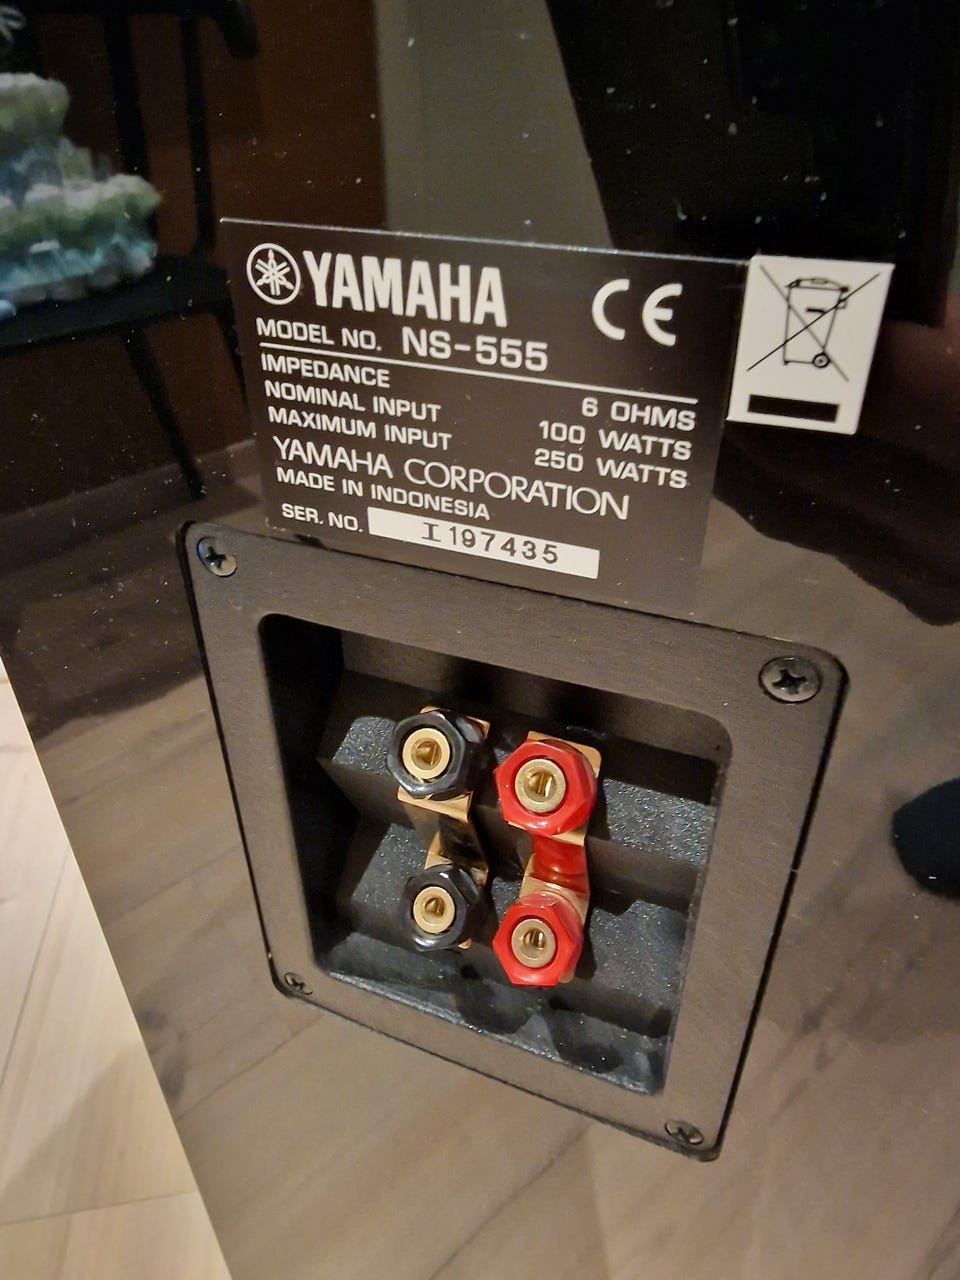 YAMAHA CE
MODEL NO. NS-555
IMPEDANCE 6 OHMS
NOMINAL INPUT 100 WATTS
MAXIMUM INPUT 250 WATTS
YAMAHA CORPORATION
MADE IN INDONESIA
SER. NO. I197435